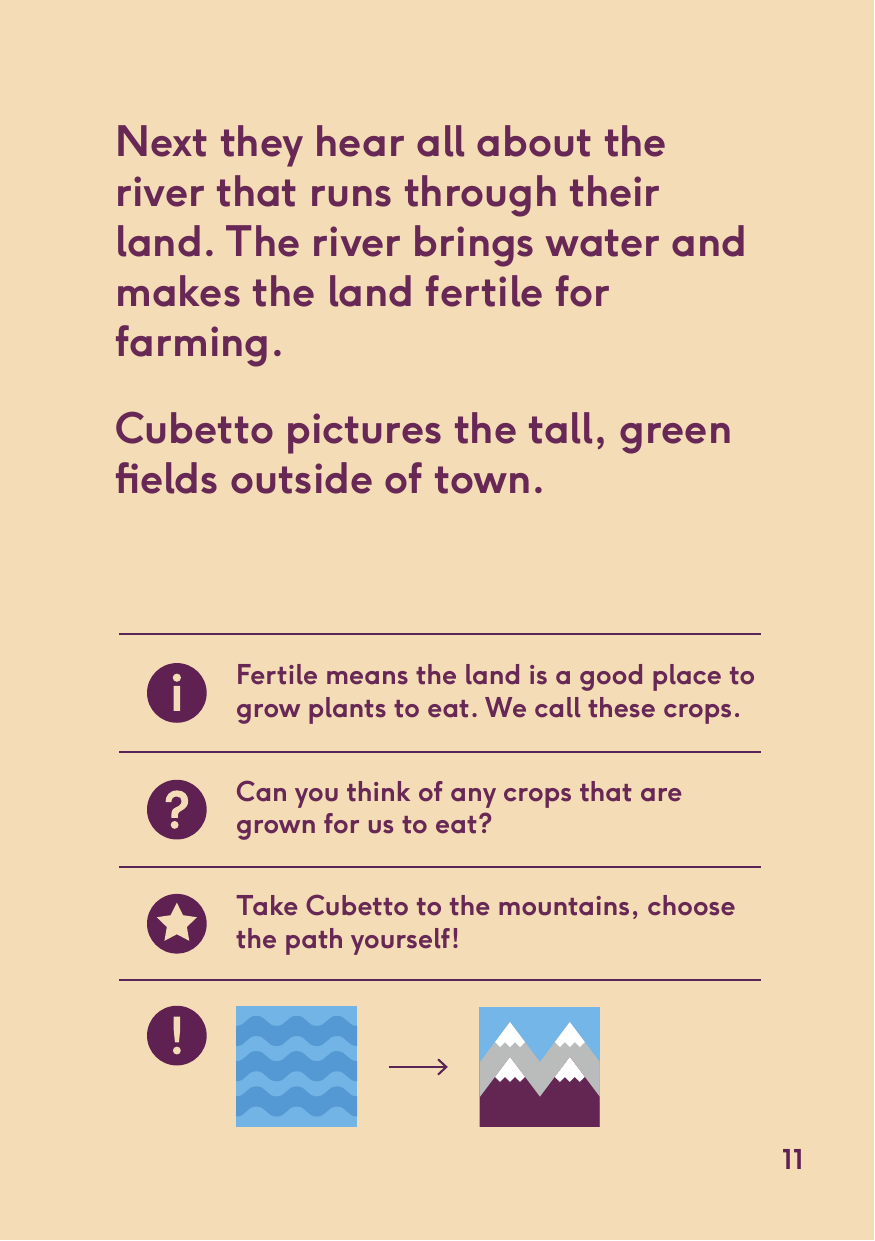 Next they hear all about the
river that runs through their
land. The river brings water and
makes the land fertile for
farming.
Cubetto pictures the tall, green
fields outside of town.
i
Fertile means the land is a good place to
grow plants to eat. We call these crops.
?
Can you think of any crops that are
grown for us to eat?
Take Cubetto to the mountains, choose
the path yourself!
!
11